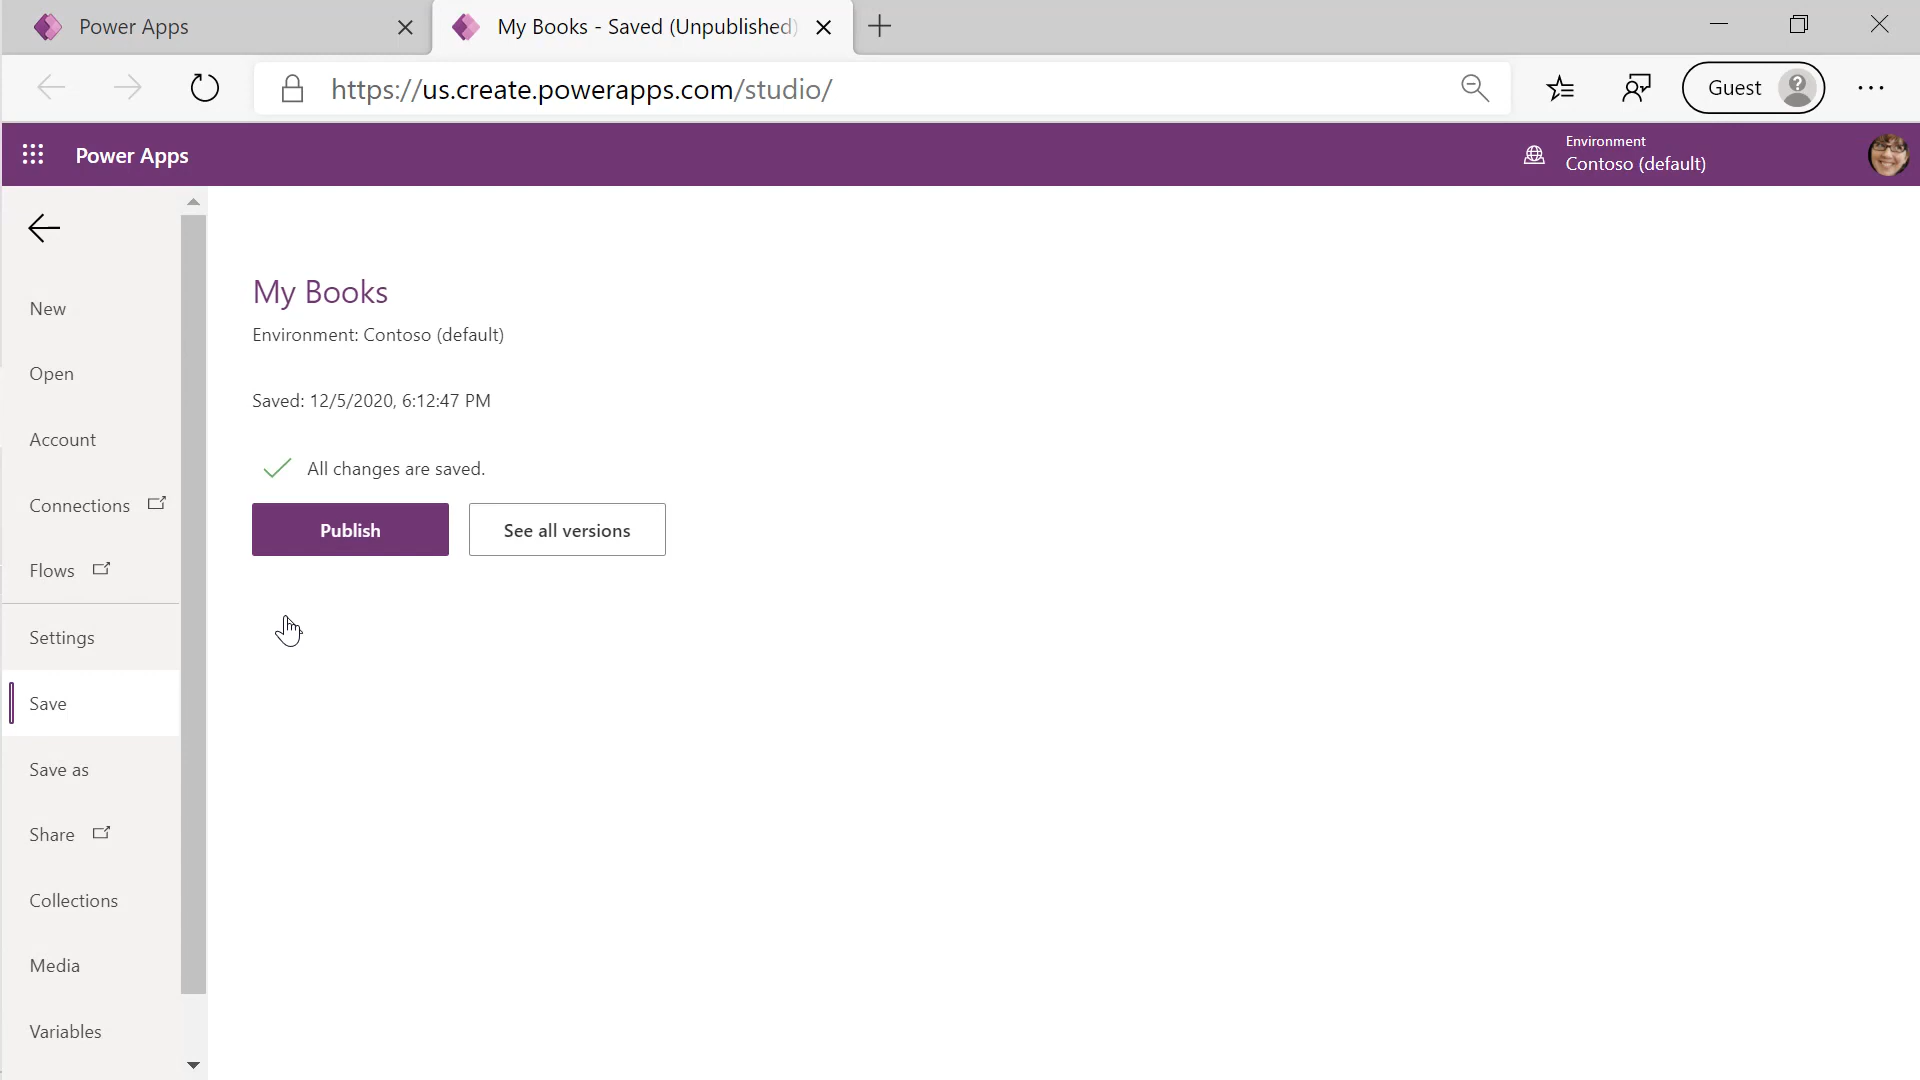 Power Apps
My Books - Saved (Unpublished)
https://us.create.powerapps.com/studio/
Guest
Power Apps
Environment
Contoso (default)
New
Open
Account
Connections
Flows
Settings
Save
Save as
Share
Collections
Media
Variables
My Books
Environment: Contoso (default)
Saved: 12/5/2020, 6:12:47 PM
All changes are saved.
Publish
See all versions